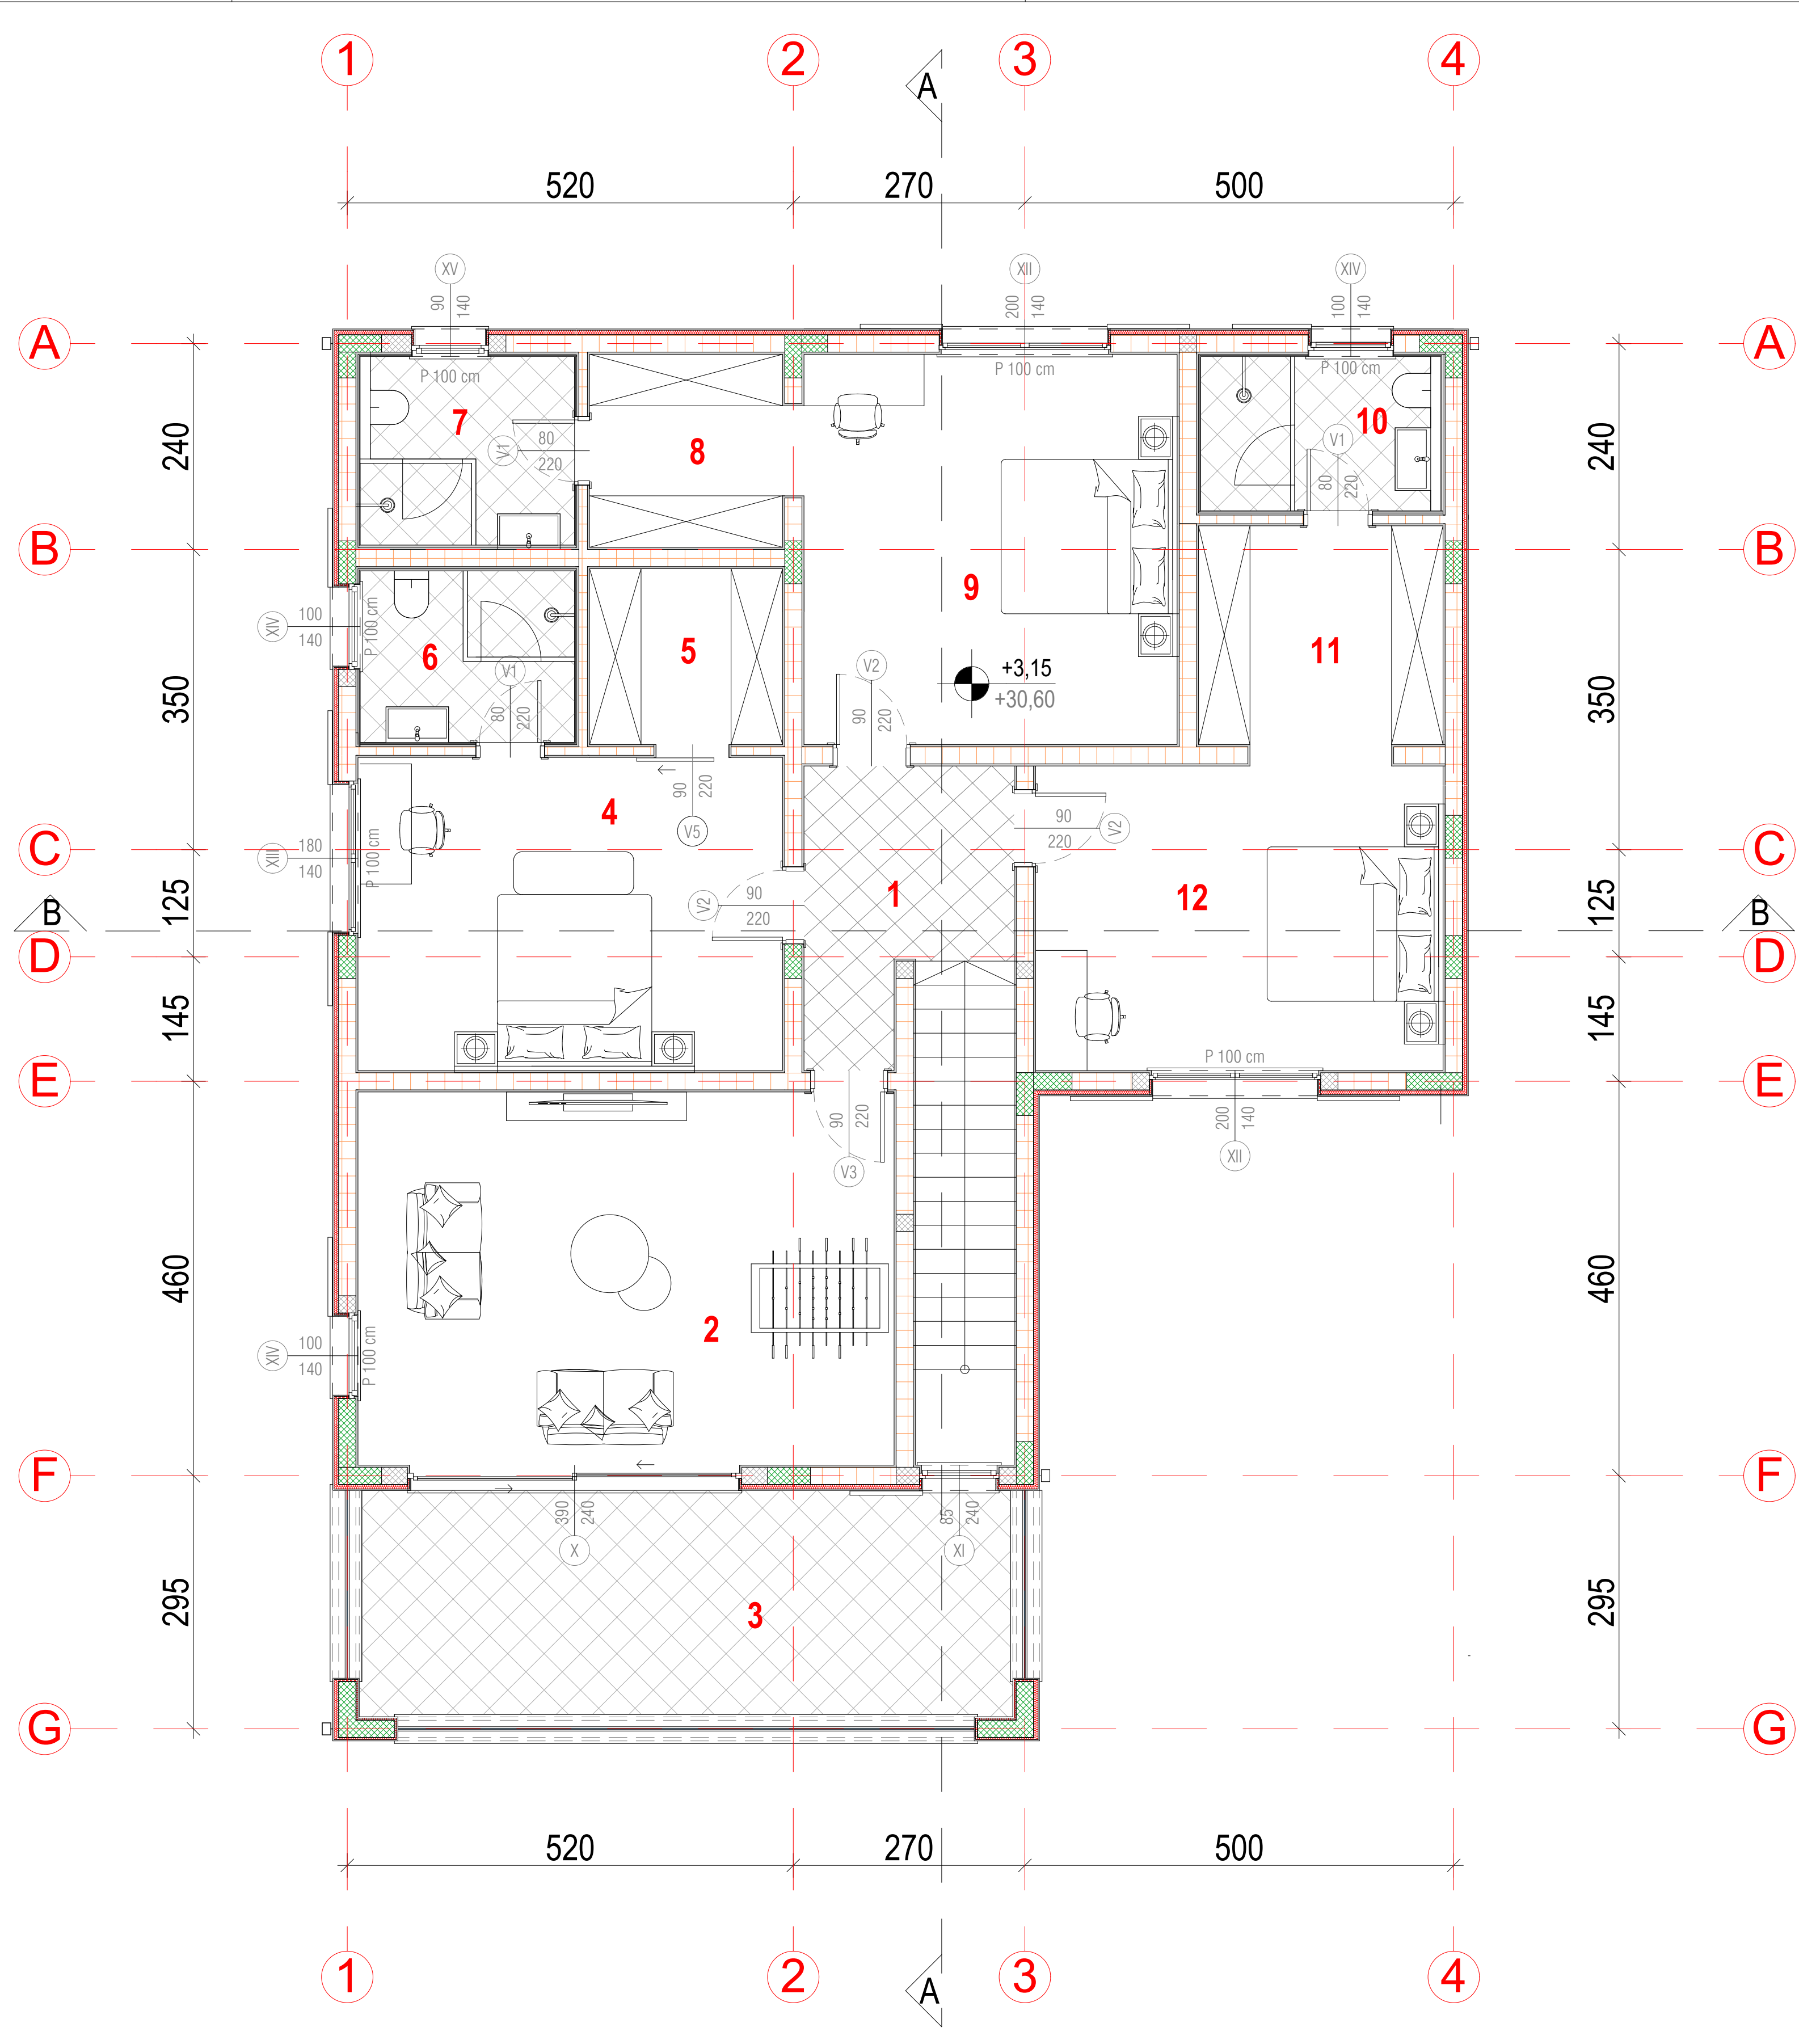 1 2 3 4
A
520 270 500
XV XII XIV
90 140 200 140 100 140
A A
P 100 cm P 100 cm P 100 cm
7 10
240 V1 80 220 8 V1 80 220 240
B B
9
XIV 100 140 P 100 cm 6 V1 80 220 5 11
V2 90 220 +3,15
+30,60
350 350
4 90 220 V5
90 220 V2
C XIII 180 140 P 100 cm C
125 V2 90 220 1 12 125
B B
D D
145 145
P 100 cm
E E
90 220 V3 200 140 XII
460 460
2
XIV 100 140 P 100 cm
F F
390 240 X 85 240 XI
295 3 295
G G
520 270 500
1 2 3 4
A